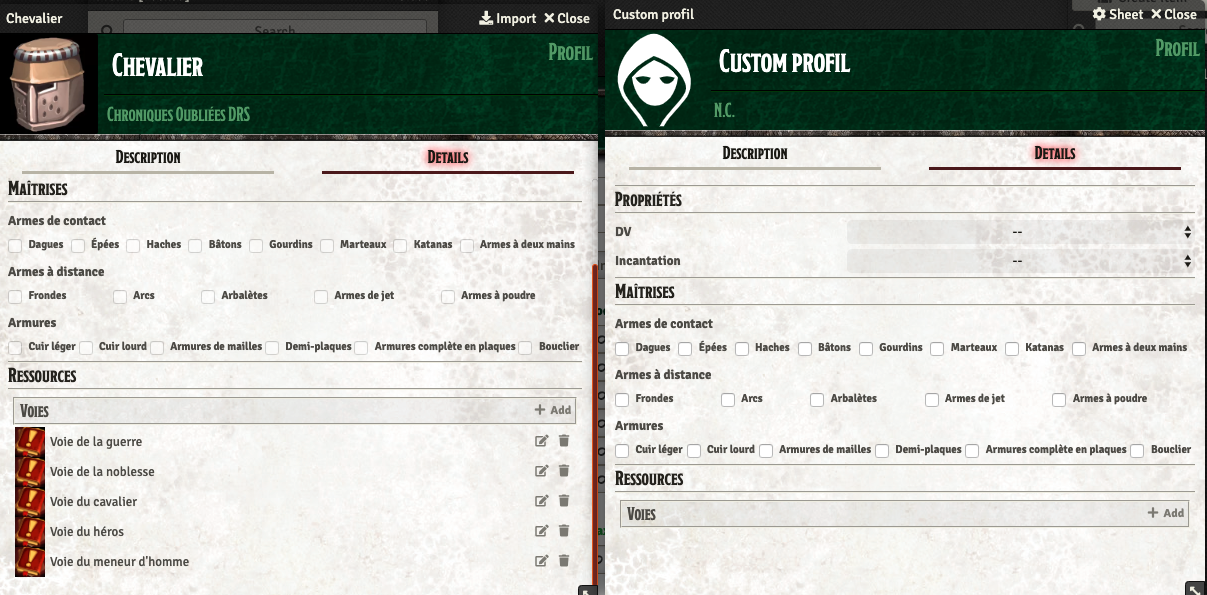 Chevalier
Import
Close
Search
Chevalier
Profil
Chroniques Oubliées DRS
Description
Details
Maîtrises
Armes de contact
Dagues Épées Haches Bâtons Gourdins Marteaux Katanas Armes à deux mains
Armes à distance
Frondes Arcs Arbalètes Armes de jet Armes à poudre
Armures
Cuir léger Cuir lourd Armures de mailles Demi-plaques Armures complète en plaques Bouclier
Ressources
Voies
+ Add
Voie de la guerre
Voie de la noblesse
Voie du cavalier
Voie du héros
Voie du meneur d'homme
Custom profil
Sheet
Close
Custom profil
Profil
N.C.
Description
Details
Propriétés
DV --
Incantation --
Maîtrises
Armes de contact
Dagues Épées Haches Bâtons Gourdins Marteaux Katanas Armes à deux mains
Armes à distance
Frondes Arcs Arbalètes Armes de jet Armes à poudre
Armures
Cuir léger Cuir lourd Armures de mailles Demi-plaques Armures complète en plaques Bouclier
Ressources
Voies
+ Add